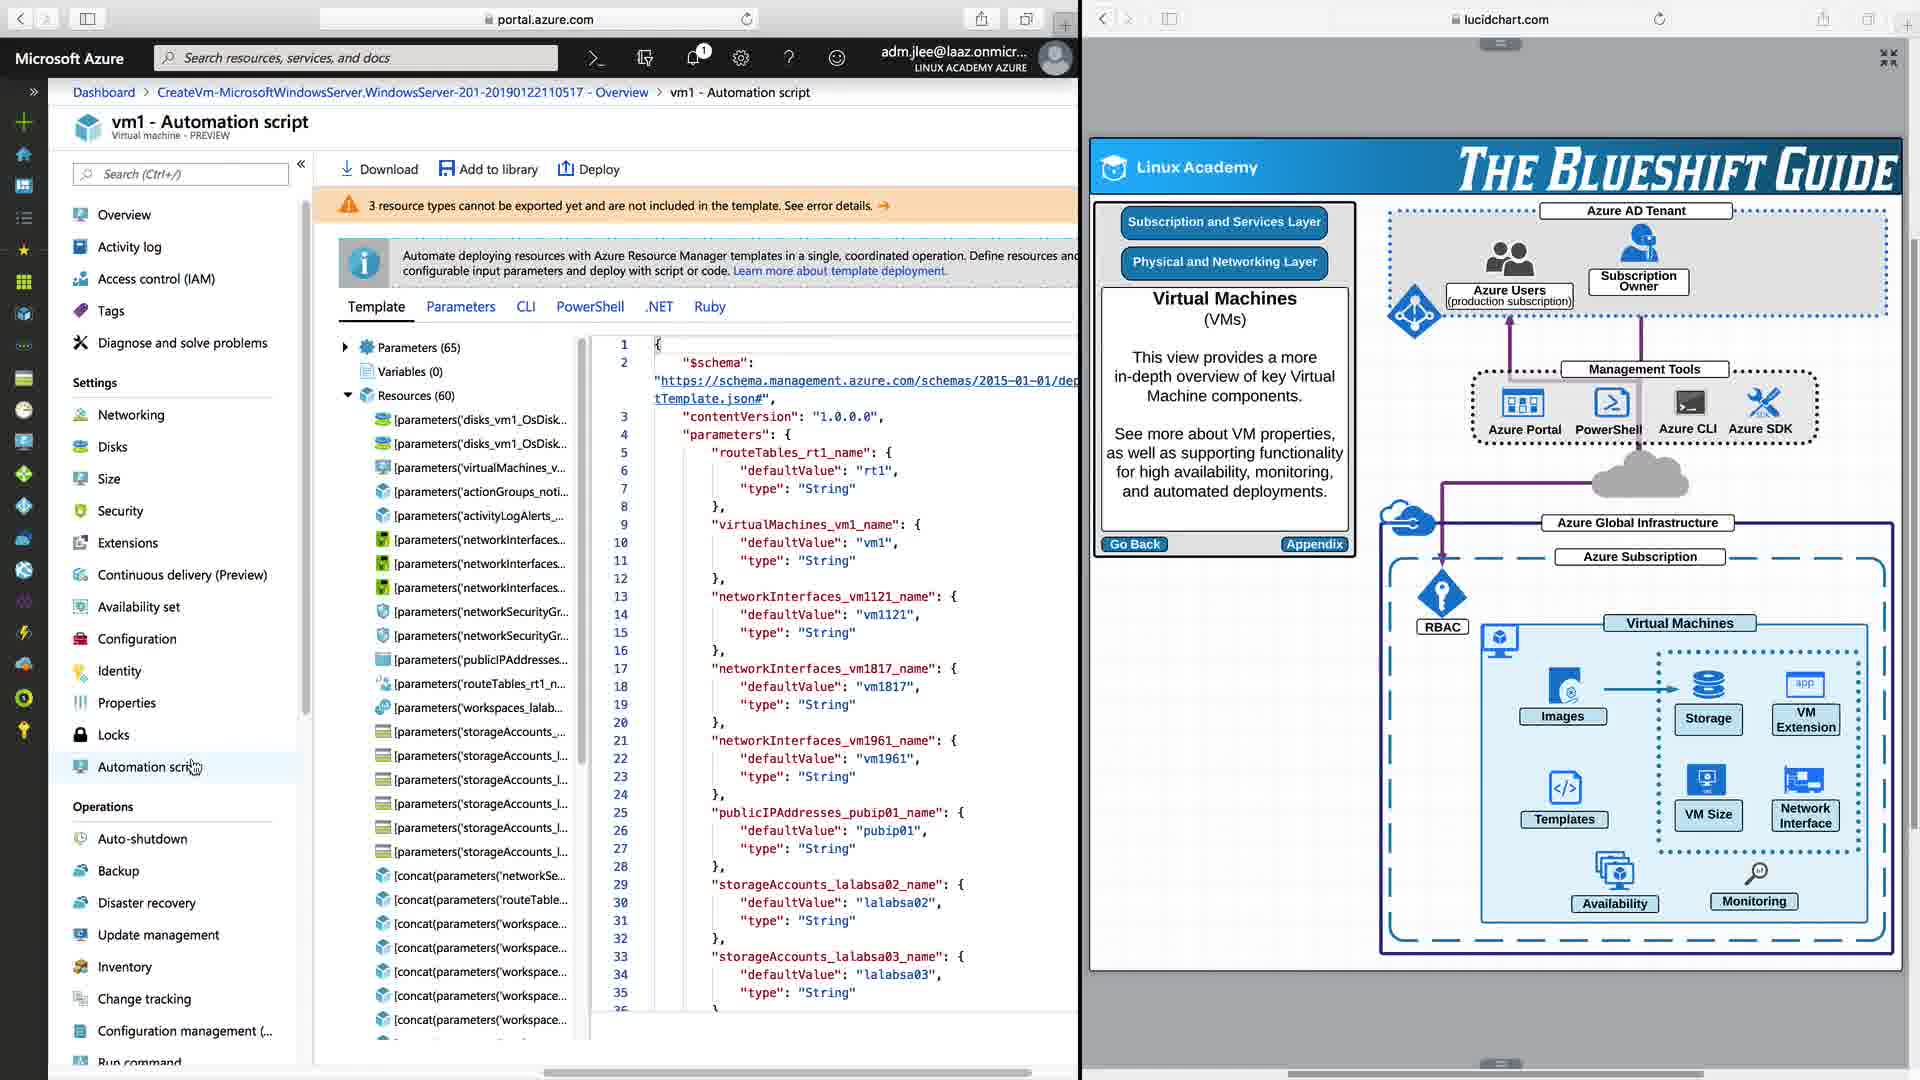 portal.azure.com
Microsoft Azure
Search resources, services, and docs
1
adm.jlee@laaz.onmicr...
LINUX ACADEMY AZURE
Dashboard > CreateVm-MicrosoftWindowsServer.WindowsServer-201-20190122110517 - Overview > vm1 - Automation script
vm1 - Automation script
Virtual machine - PREVIEW
Search (Ctrl+/)
Overview
Activity log
Access control (IAM)
Tags
Diagnose and solve problems
Settings
Networking
Disks
Size
Security
Extensions
Continuous delivery (Preview)
Availability set
Configuration
Identity
Properties
Locks
Automation script
Operations
Auto-shutdown
Backup
Disaster recovery
Update management
Inventory
Change tracking
Configuration management (...
Run command
Download
Add to library
Deploy
3 resource types cannot be exported yet and are not included in the template. See error details.
Automate deploying resources with Azure Resource Manager templates in a single, coordinated operation. Define resources and
configurable input parameters and deploy with script or code. Learn more about template deployment.
Template Parameters CLI PowerShell .NET Ruby
Parameters (65)
Variables (0)
Resources (60)
[parameters('disks_vm1_OsDisk...
[parameters('disks_vm1_OsDisk...
[parameters('virtualMachines_v...
[parameters('actionGroups_noti...
[parameters('activityLogAlerts_...
[parameters('networkInterfaces...
[parameters('networkInterfaces...
[parameters('networkInterfaces...
[parameters('networkSecurityGr...
[parameters('networkSecurityGr...
[parameters('publicIPAddresses...
[parameters('routeTables_rt1_n...
[parameters('workspaces_lalab...
[parameters('storageAccounts_...
[parameters('storageAccounts_l...
[parameters('storageAccounts_l...
[parameters('storageAccounts_l...
[parameters('storageAccounts_l...
[parameters('storageAccounts_l...
[concat(parameters('networkSe...
[concat(parameters('routeTable...
[concat(parameters('workspace...
[concat(parameters('workspace...
[concat(parameters('workspace...
[concat(parameters('workspace...
[concat(parameters('workspace...
1 {
2 "$schema":
"https://schema.management.azure.com/schemas/2015-01-01/dep
tTemplate.json#",
3 "contentVersion": "1.0.0.0",
4 "parameters": {
5 "routeTables_rt1_name": {
6 "defaultValue": "rt1",
7 "type": "String"
8 },
9 "virtualMachines_vm1_name": {
10 "defaultValue": "vm1",
11 "type": "String"
12 },
13 "networkInterfaces_vm1121_name": {
14 "defaultValue": "vm1121",
15 "type": "String"
16 },
17 "networkInterfaces_vm1817_name": {
18 "defaultValue": "vm1817",
19 "type": "String"
20 },
21 "networkInterfaces_vm1961_name": {
22 "defaultValue": "vm1961",
23 "type": "String"
24 },
25 "publicIPAddresses_pubip01_name": {
26 "defaultValue": "pubip01",
27 "type": "String"
28 },
29 "storageAccounts_lalabsa02_name": {
30 "defaultValue": "lalabsa02",
31 "type": "String"
32 },
33 "storageAccounts_lalabsa03_name": {
34 "defaultValue": "lalabsa03",
35 "type": "String"
36 }
lucidchart.com
Linux Academy
THE BLUESHIFT GUIDE
Subscription and Services Layer
Physical and Networking Layer
Virtual Machines
(VMs)
This view provides a more
in-depth overview of key Virtual
Machine components.
See more about VM properties,
as well as supporting functionality
for high availability, monitoring,
and automated deployments.
Go Back
Appendix
Azure AD Tenant
Azure Users
(production subscription)
Subscription
Owner
Management Tools
Azure Portal
PowerShell
Azure CLI
SDK
Azure SDK
Azure Global Infrastructure
Azure Subscription
RBAC
Virtual Machines
Images
Storage
app
VM
Extension
Templates
VM Size
Network
Interface
Availability
Monitoring